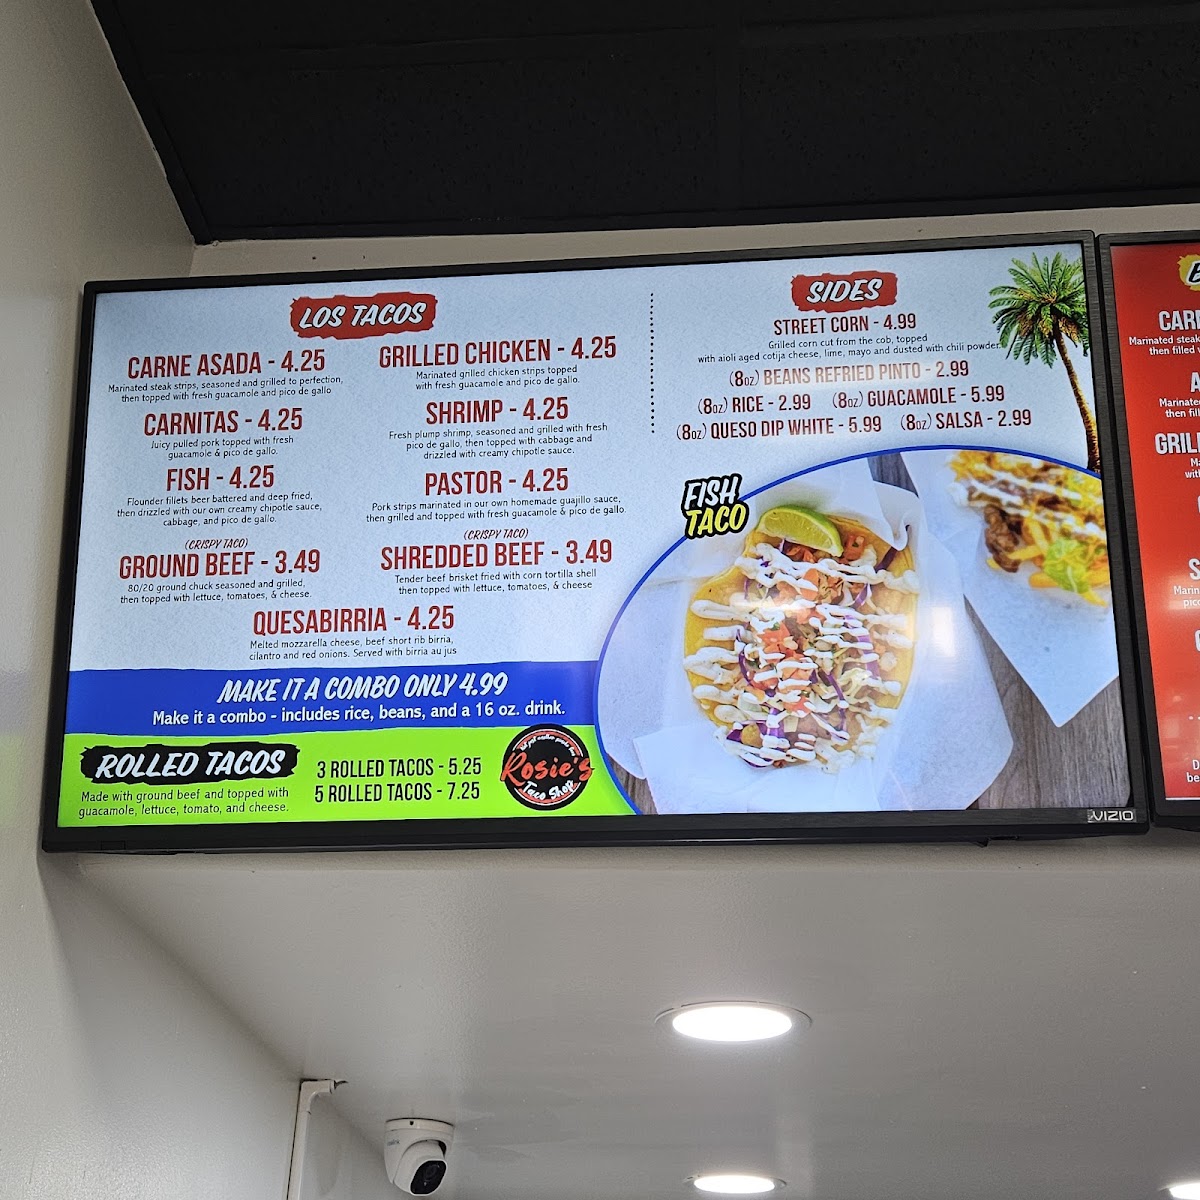 LOS TACOS
CARNE ASADA - 4.25
Marinated steak strips, seasoned and grilled to perfection,
then topped with fresh guacamole and pico de gallo
CARNITAS - 4.25
Juicy pulled pork topped with fresh
guacamole & pico de gallo.
FISH - 4.25
Flounder fillets beer battered and deep fried,
then drizzled with our own creamy chipotle sauce,
cabbage, and pico de gallo.
(CRISPY TACO)
GROUND BEEF - 3.49
80/20 ground chuck seasoned and grilled,
then topped with lettuce, tomatoes, & cheese.
GRILLED CHICKEN - 4.25
Marinated grilled chicken strips topped
with fresh guacamole and pico de gallo.
SHRIMP - 4.25
Fresh plump shrimp, seasoned and grilled with fresh
pico de gallo, then topped with cabbage and
drizzled with creamy chipotle sauce.
PASTOR - 4.25
Pork strips marinated in our own homemade guajillo sauce,
then grilled and topped with fresh guacamole & pico de gallo
(CRISPY TACO)
SHREDDED BEEF - 3.49
Tender beef brisket fried with corn tortilla shell
then topped with lettuce, tomatoes, & cheese
QUESABIRRIA - 4.25
Melted mozzarella cheese, beef short rib birria,
cilantro and red onions. Served with birria au jus
MAKE IT A COMBO ONLY 4.99
Make it a combo - includes rice, beans, and a 16 oz. drink.
ROLLED TACOS
Made with ground beef and topped with
guacamole, lettuce, tomato, and cheese.
3 ROLLED TACOS - 5.25
5 ROLLED TACOS - 7.25
Rosie's
Taco Shop
SIDES
STREET CORN - 4.99
Grilled corn cut from the cob, topped
with aioli aged cotija cheese, lime, mayo and dusted with chili powder.
(8oz) BEANS REFRIED PINTO - 2.99
(8oz) RICE - 2.99 (8oz) GUACAMOLE - 5.99
(8oz) QUESO DIP WHITE - 5.99 (8oz) SALSA - 2.99
FISH
TACO
VIZIO
Marinated steak
then filled